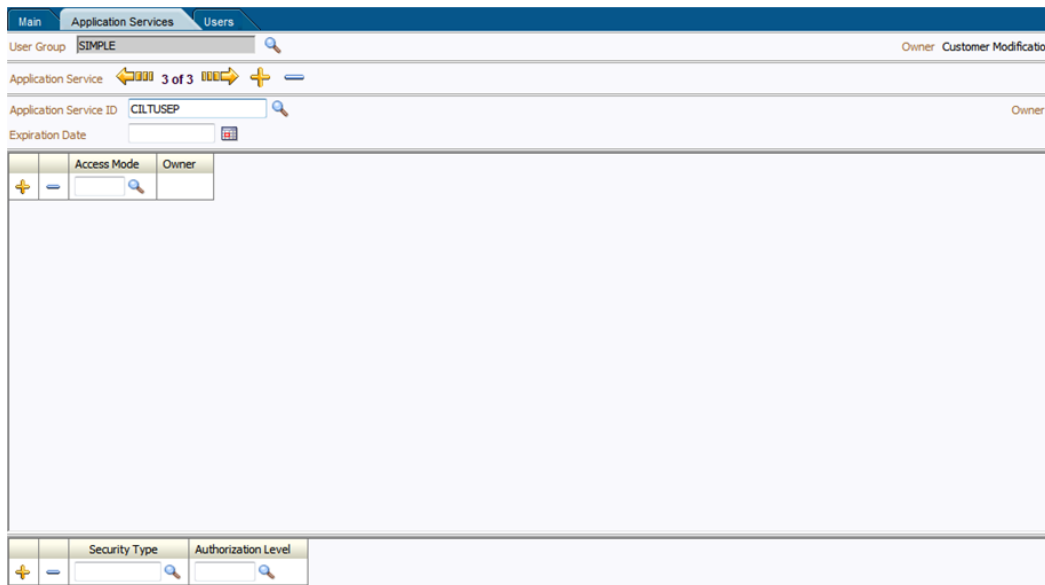 Main Application Services Users
User Group SIMPLE Owner Customer Modificatio
Application Service 3 of 3
Application Service ID CILTUSEP Owner
Expiration Date
Access Mode Owner
Security Type Authorization Level